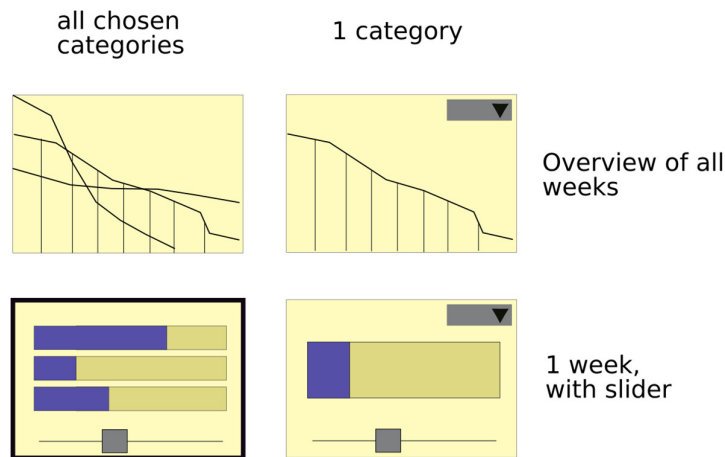 all chosen
categories
1 category
Overview of all
weeks
1 week,
with slider